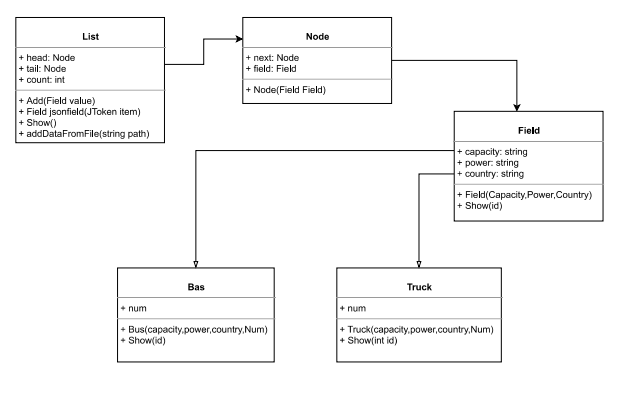 List
+ head: Node
+ tail: Node
+ count: int
+ Add(Field value)
+ Field jsonfield(JToken item)
+ Show()
+ addDataFromFile(string path)
Node
+ next: Node
+ field: Field
+ Node(Field Field)
Field
+ capacity: string
+ power: string
+ country: string
+ Field(Capacity,Power,Country)
+ Show(id)
Bas
+ num
+ Bus(capacity,power,country,Num)
+ Show(id)
Truck
+ num
+ Truck(capacity,power,country,Num)
+ Show(int id)